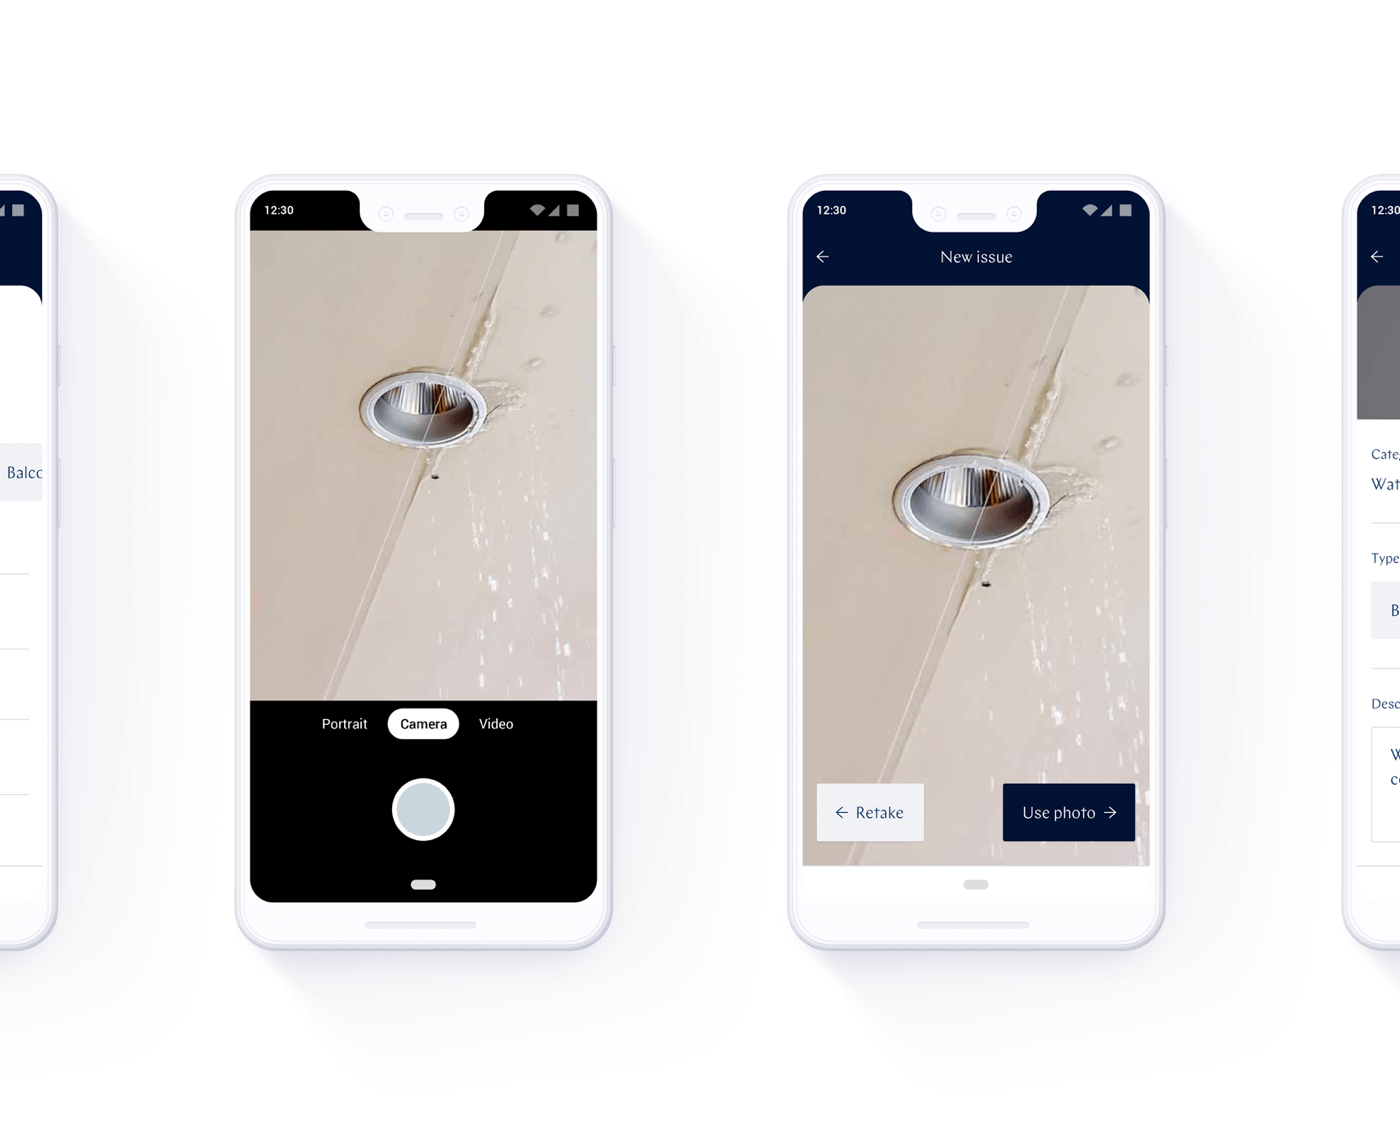 Balco
12:30
Portrait
Camera
Video
12:30
New issue
Retake
Use photo
12:30
Cate
Wat
Type
B
Desc
W
c